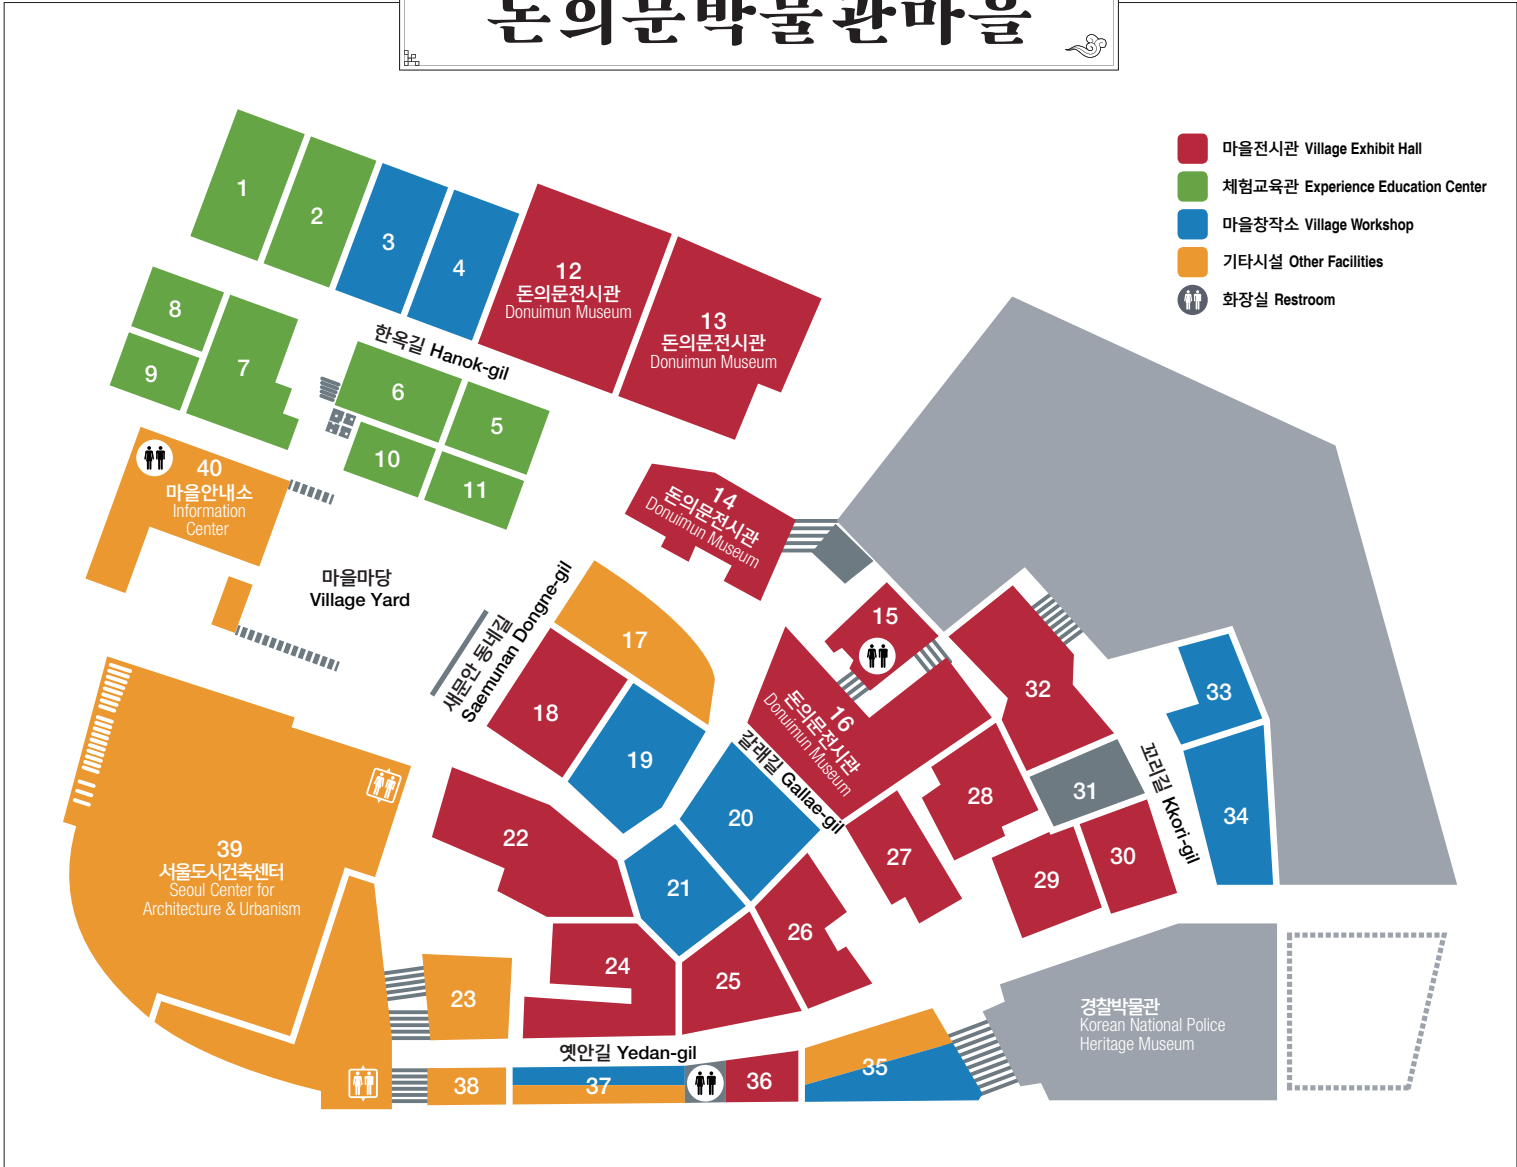 돈의문박물관마을
마을전시관 Village Exhibit Hall
체험교육관 Experience Education Center
마을창작소 Village Workshop
기타시설 Other Facilities
화장실 Restroom
1
2
3
4
12
돈의문전시관
Donuimun Museum
13
돈의문전시관
Donuimun Museum
8
9
7
한옥길 Hanok-gil
6
5
10
11
40
마을안내소
Information
Center
14
돈의문전시관
Donuimun Museum
마을마당
Village Yard
새문안 동네길
Saemunan Dongne-gil
15
17
18
19
16
돈의문전시관
Donuimun Museum
갈래길 Gallae-gil
32
33
31
꼬리길 Kkori-gil
34
20
28
22
27
21
29
30
39
서울도시건축센터
Seoul Center for
Architecture & Urbanism
26
24
25
23
경찰박물관
Korean National Police
Heritage Museum
옛안길 Yedan-gil
38
37
36
35